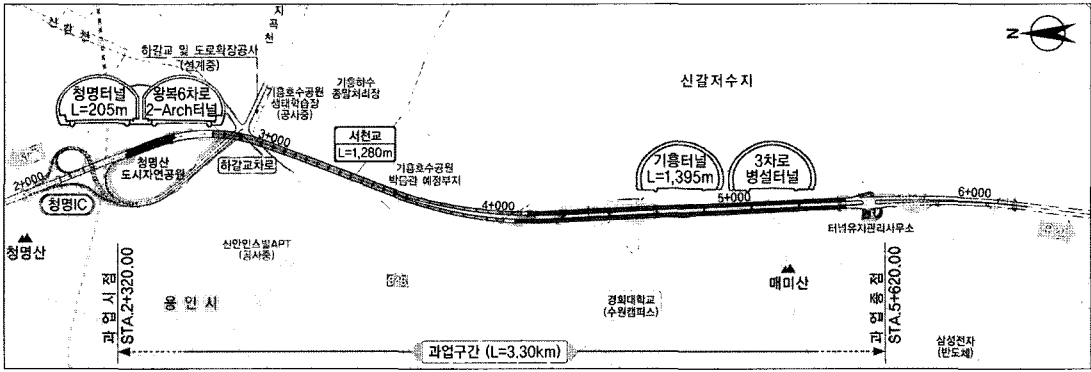 신갈천
지곡천
하갈교 및 도로확장공사
(설계중)
기흥호수공원
생태학습장
(공사중)
기흥하수
종말처리장
신갈저수지
N
청명터널
L=205m
왕복6차로
2-Arch터널
서천교
L=1,280m
기흥터널
L=1,395m
3차로
병설터널
2+000
3+000
4+000
5+000
6+000
청명산
도시자연공원
하갈교차로
기흥호수공원
박물관 예정부지
청명IC
터널유지관리사무소
청명산
신안인스빌APT
(공사중)
용인시
매미산
경희대학교
(수원캠퍼스)
과업시점
STA.2+320.00
과업종점
STA.5+620.00
과업구간 (L=3.30km)
삼성전자
(반도체)